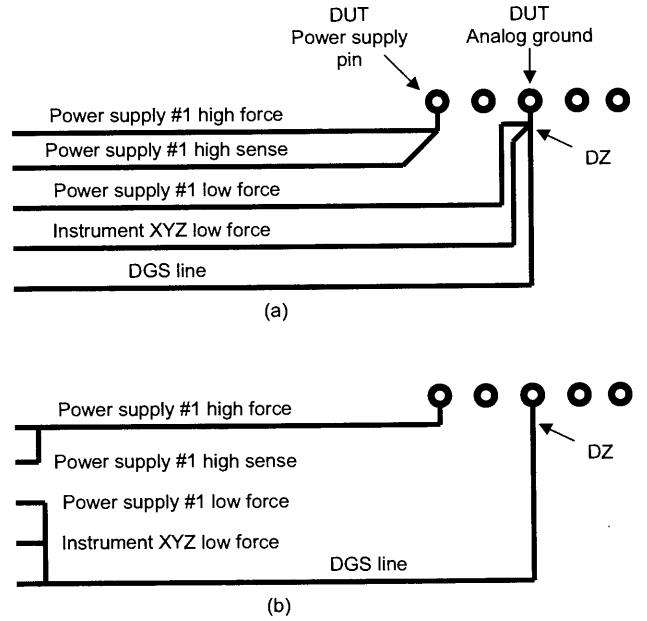 DUT
Power supply
pin
DUT
Analog ground
Power supply #1 high force
Power supply #1 high sense
DZ
Power supply #1 low force
Instrument XYZ low force
DGS line
(a)
Power supply #1 high force
DZ
Power supply #1 high sense
Power supply #1 low force
Instrument XYZ low force
DGS line
(b)